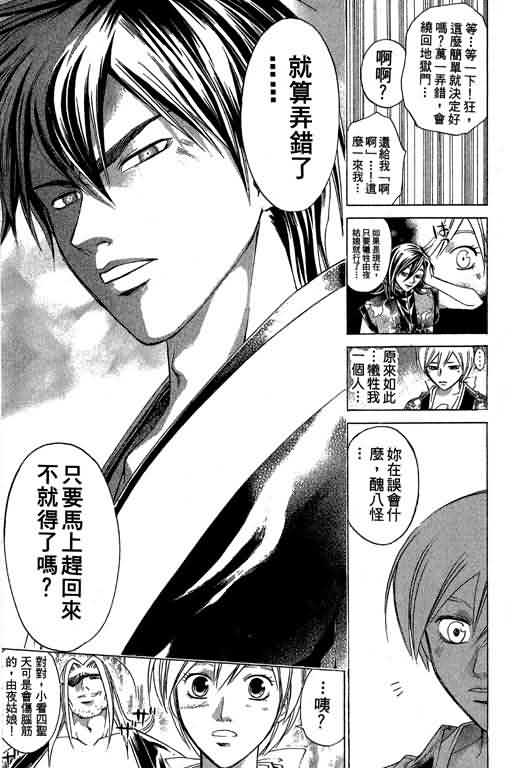 等…等一下！狂，
這麼簡單就決定好
嗎？萬一弄錯，會
繞回地獄門…
啊啊？
還給我「啊
啊」……這
麼一來我…
如果是現在，
只要犧牲由夜
姑娘就行了…
原來如此
…犧牲我
一個人…
妳在誤會什
麼，醜八怪
就算弄錯了
……
只要馬上趕回來
不就得了嗎？
…咦？
對對，小看四聖
天可是會傷腦筋
的，由夜姑娘！